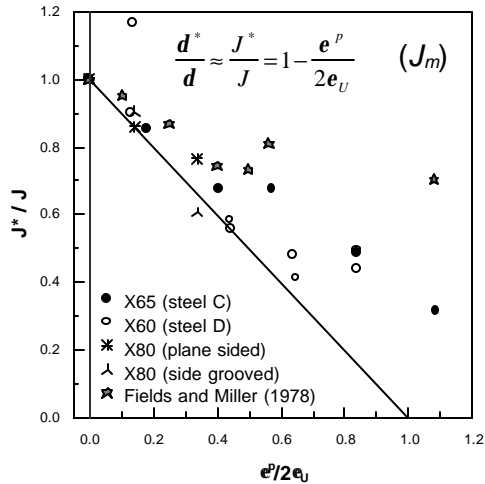 1.2
1.0
0.8
0.6
0.4
0.2
0.0
J* / J
d* / d ≈ J* / J = 1 − e^p / 2e_U
(J_m)
X65 (steel C)
X60 (steel D)
X80 (plane sided)
X80 (side grooved)
Fields and Miller (1978)
0.0 0.2 0.4 0.6 0.8 1.0 1.2
e^p/2e_U